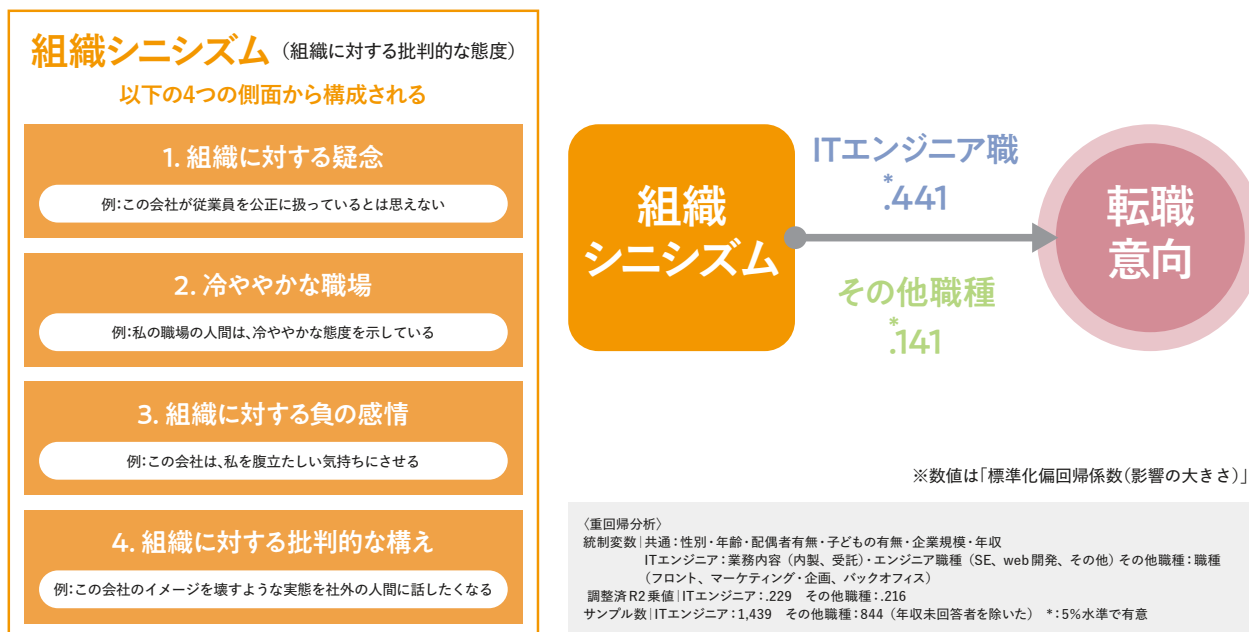 組織シニシズム（組織に対する批判的な態度）
以下の4つの側面から構成される
1. 組織に対する疑念
例:この会社が従業員を公正に扱っているとは思えない
2. 冷ややかな職場
例:私の職場の人間は、冷ややかな態度を示している
3. 組織に対する負の感情
例:この会社は、私を腹立たしい気持ちにさせる
4. 組織に対する批判的な構え
例:この会社のイメージを壊すような実態を社外の人間に話したくなる
組織
シニシズム
ITエンジニア職
*
.441
その他職種
*
.141
転職
意向
※数値は「標準化偏回帰係数(影響の大きさ)」
〈重回帰分析〉
統制変数|共通：性別・年齢・配偶者有無・子どもの有無・企業規模・年収
ITエンジニア：業務内容（内製、受託）・エンジニア職種（SE、web開発、その他）その他職種：職種
（フロント、マーケティング・企画、バックオフィス）
調整済R2乗値|ITエンジニア：.229　その他職種：.216
サンプル数|ITエンジニア：1,439　その他職種：844（年収未回答者を除いた）　*：5%水準で有意